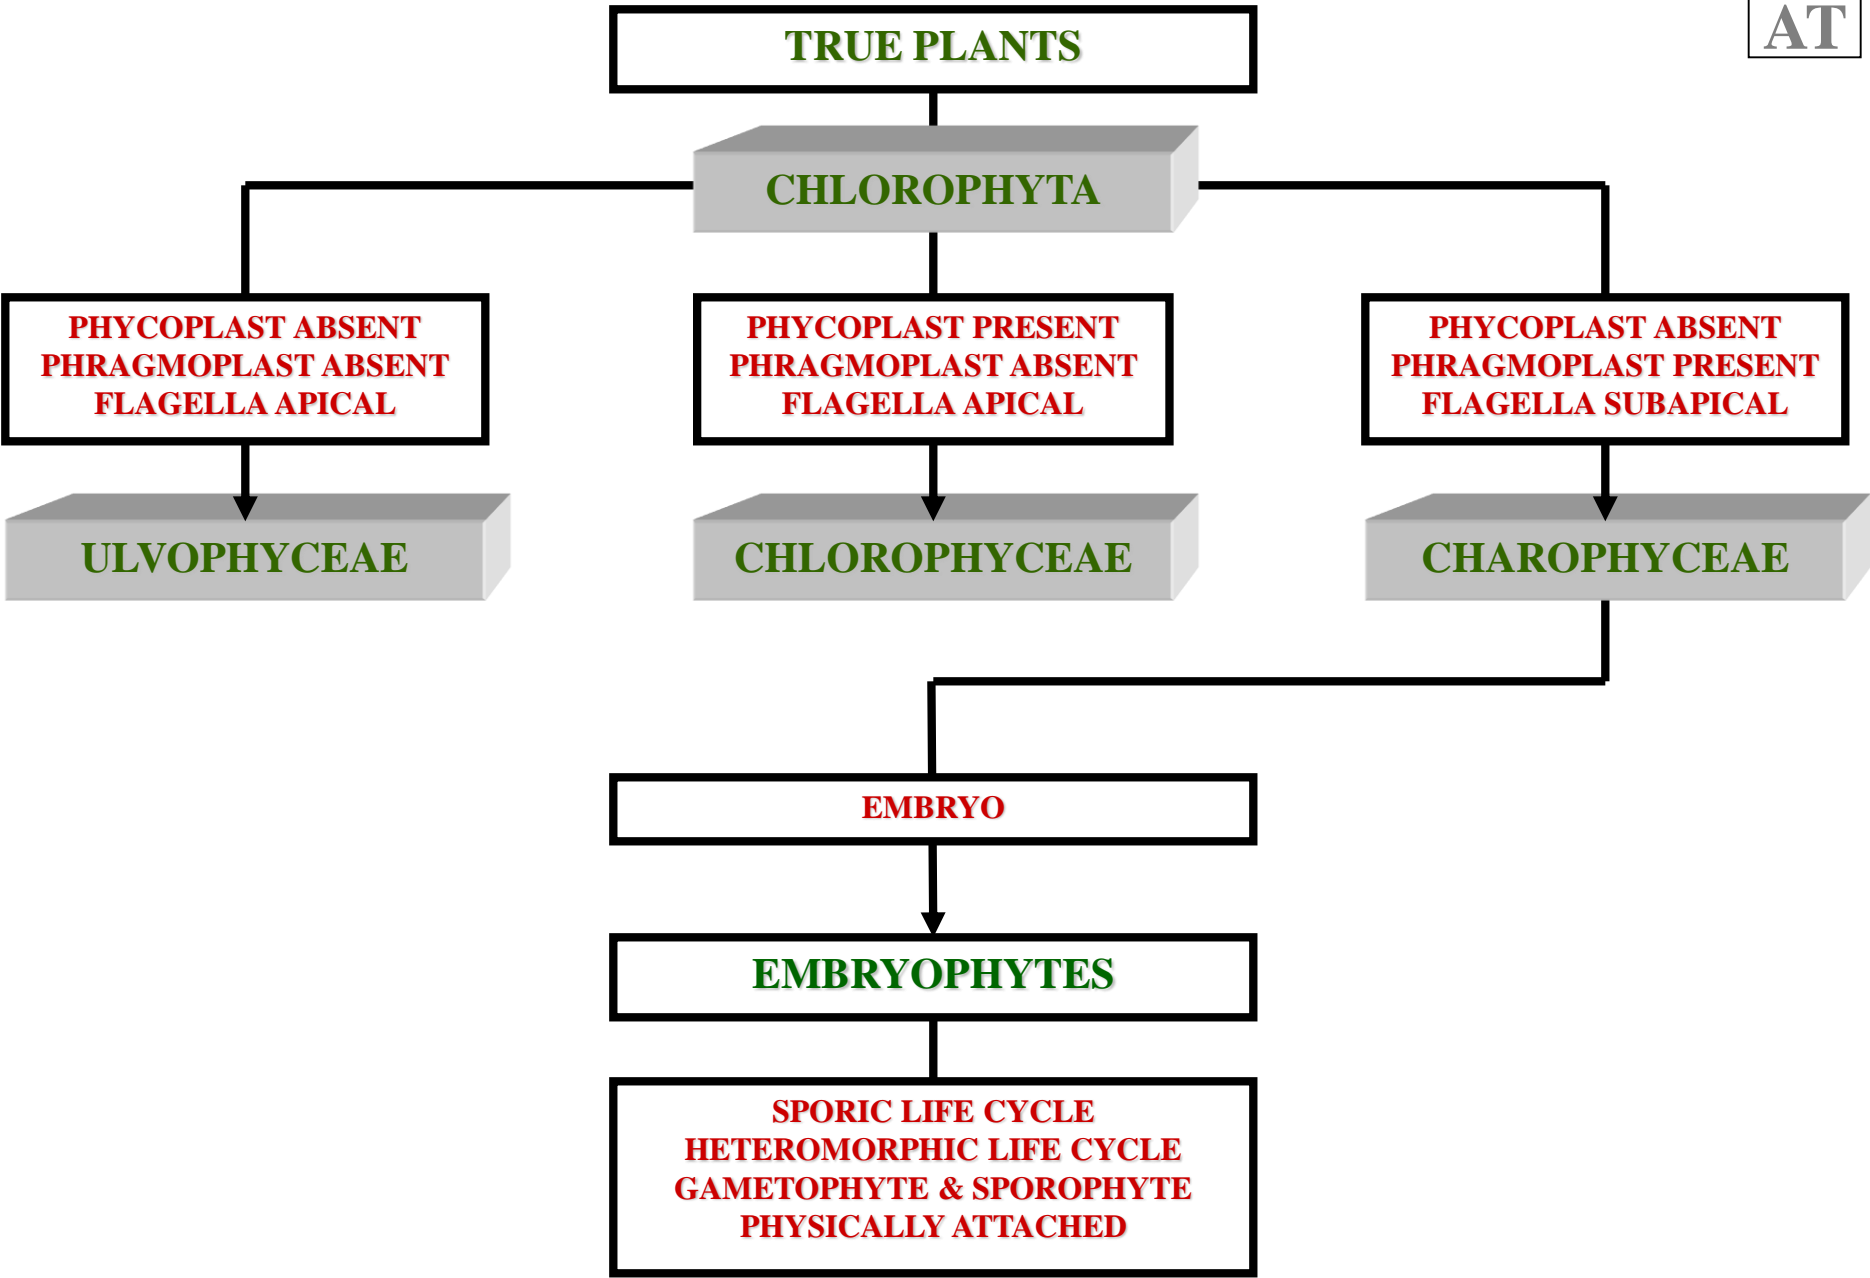 AT
TRUE PLANTS
CHLOROPHYTA
PHYCOPLAST ABSENT
PHRAGMOPLAST ABSENT
FLAGELLA APICAL
PHYCOPLAST PRESENT
PHRAGMOPLAST ABSENT
FLAGELLA APICAL
PHYCOPLAST ABSENT
PHRAGMOPLAST PRESENT
FLAGELLA SUBAPICAL
ULVOPHYCEAE
CHLOROPHYCEAE
CHAROPHYCEAE
EMBRYO
EMBRYOPHYTES
SPORIC LIFE CYCLE
HETEROMORPHIC LIFE CYCLE
GAMETOPHYTE & SPOROPHYTE
PHYSICALLY ATTACHED